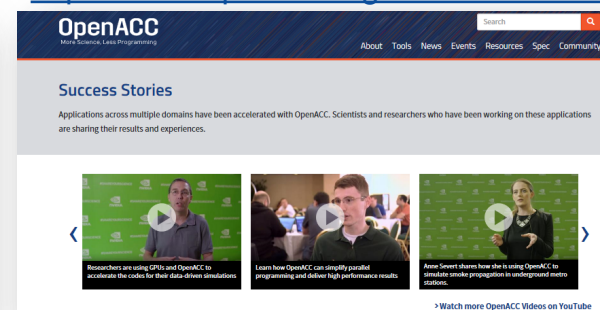 OpenACC
More Science, Less Programming
Search
About Tools News Events Resources Spec Community
Success Stories
Applications across multiple domains have been accelerated with OpenACC. Scientists and researchers who have been working on these applications
are sharing their results and experiences.
Researchers are using GPUs and OpenACC to
accelerate the codes for their data-driven simulations
Learn how OpenACC can simplify parallel
programming and deliver high performance results
Anne Severt shares how she is using OpenACC to
simulate smoke propagation in underground metro
stations.
>Watch more OpenACC Videos on YouTube